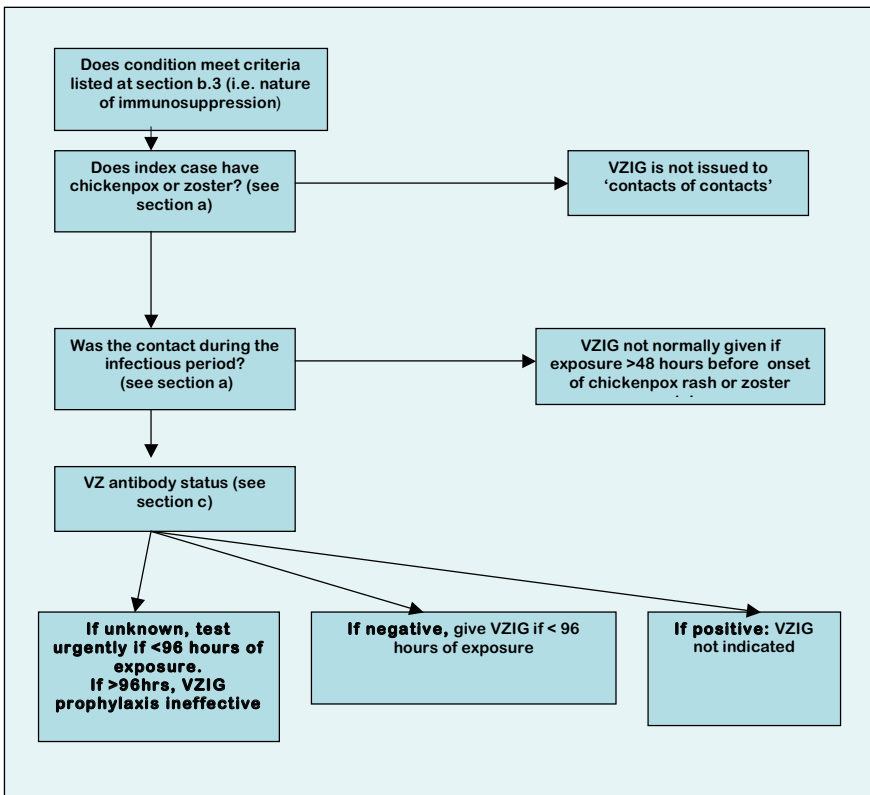 Does condition meet criteria
listed at section b.3 (i.e. nature
of immunosuppression)
Does index case have
chickenpox or zoster? (see
section a)
VZIG is not issued to
‘contacts of contacts’
Was the contact during the
infectious period?
(see section a)
VZIG not normally given if
exposure >48 hours before onset
of chickenpox rash or zoster
VZ antibody status (see
section c)
If unknown, test
urgently if <96 hours of
exposure.
If >96hrs, VZIG
prophylaxis ineffective
If negative, give VZIG if < 96
hours of exposure
If positive: VZIG
not indicated